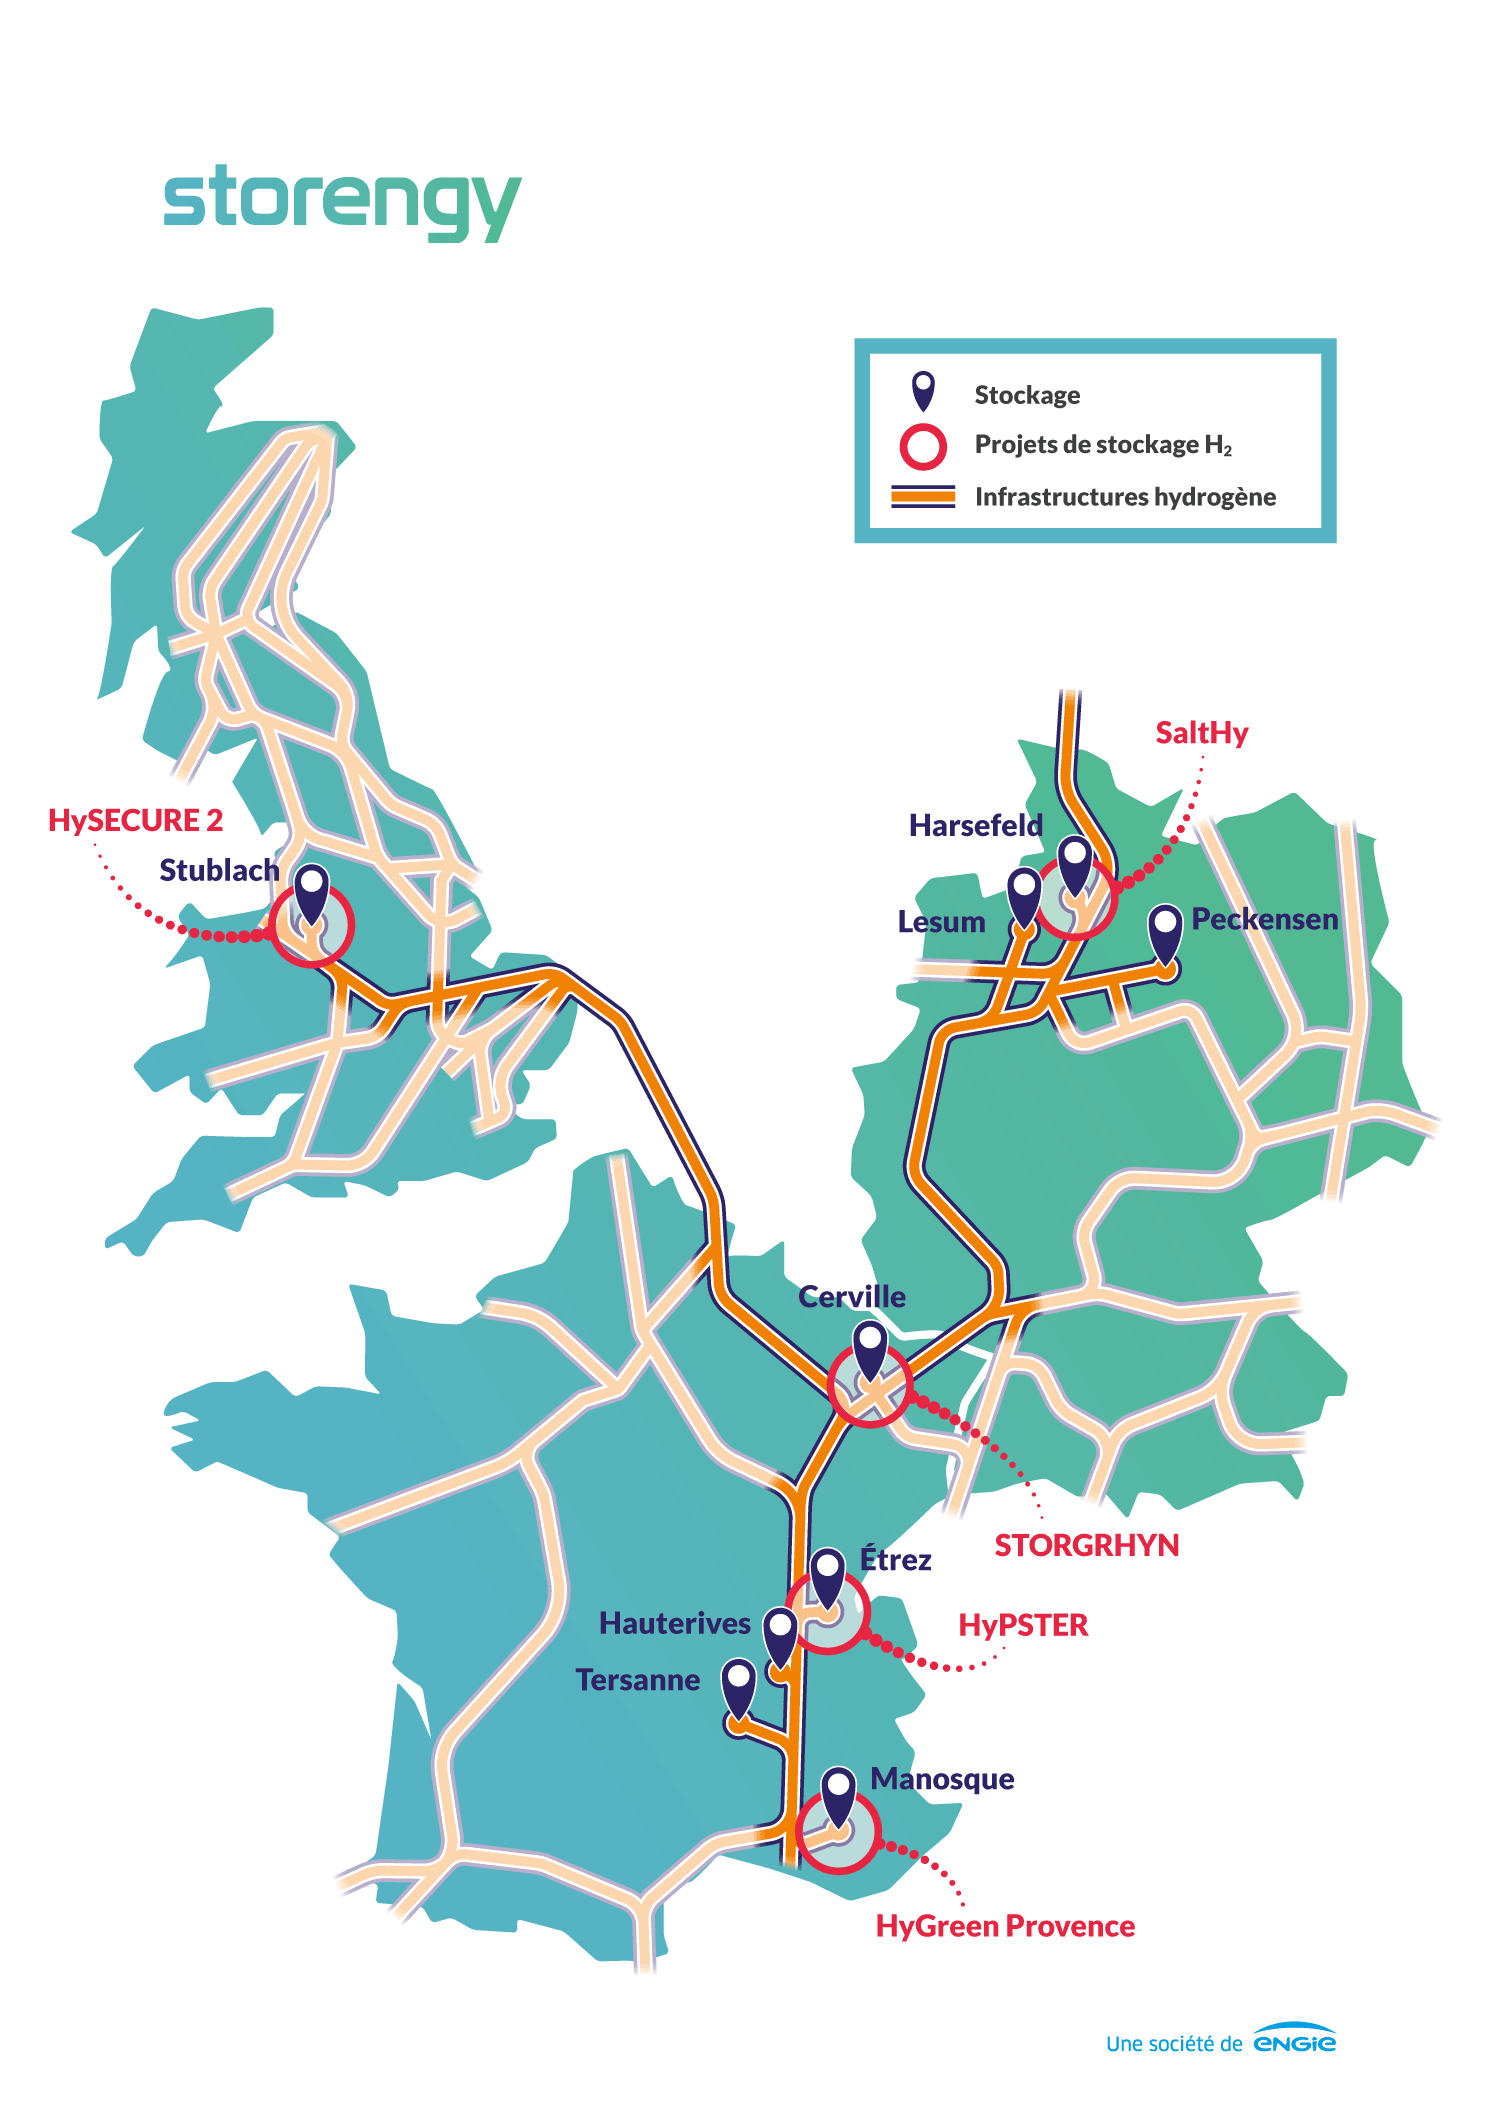 storengy
Stockage
Projets de stockage H₂
Infrastructures hydrogène
SaltHy
HySECURE 2
Harsefeld
Stublach
Lesum
Peckensen
Cerville
STORGRHYN
Étrez
Hauterives
HyPSTER
Tersanne
Manosque
HyGreen Provence
Une société de ENGIE